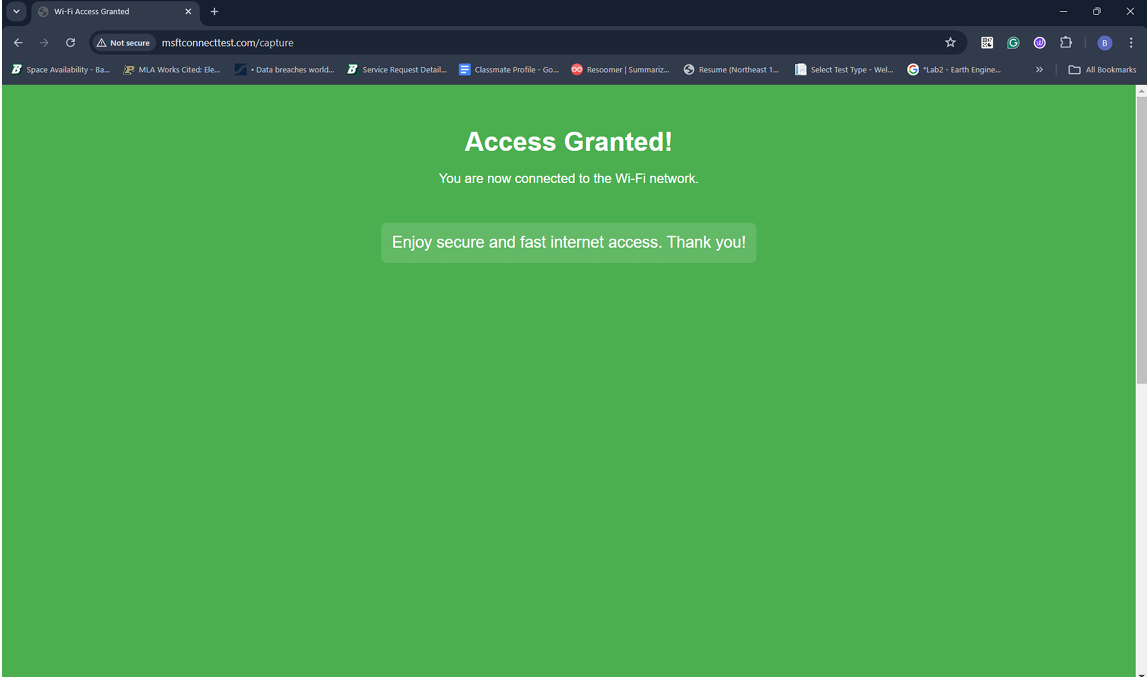 Wi-Fi Access Granted
Not secure
msftconnecttest.com/capture
B
Space Availability - Ba...
MLA Works Cited: Ele...
• Data breaches world...
Service Request Detail...
Classmate Profile - Go...
Resoomer | Summariz...
Resume (Northeast 1...
Select Test Type - Wel...
*Lab2 - Earth Engine...
All Bookmarks
Access Granted!
You are now connected to the Wi-Fi network.
Enjoy secure and fast internet access. Thank you!